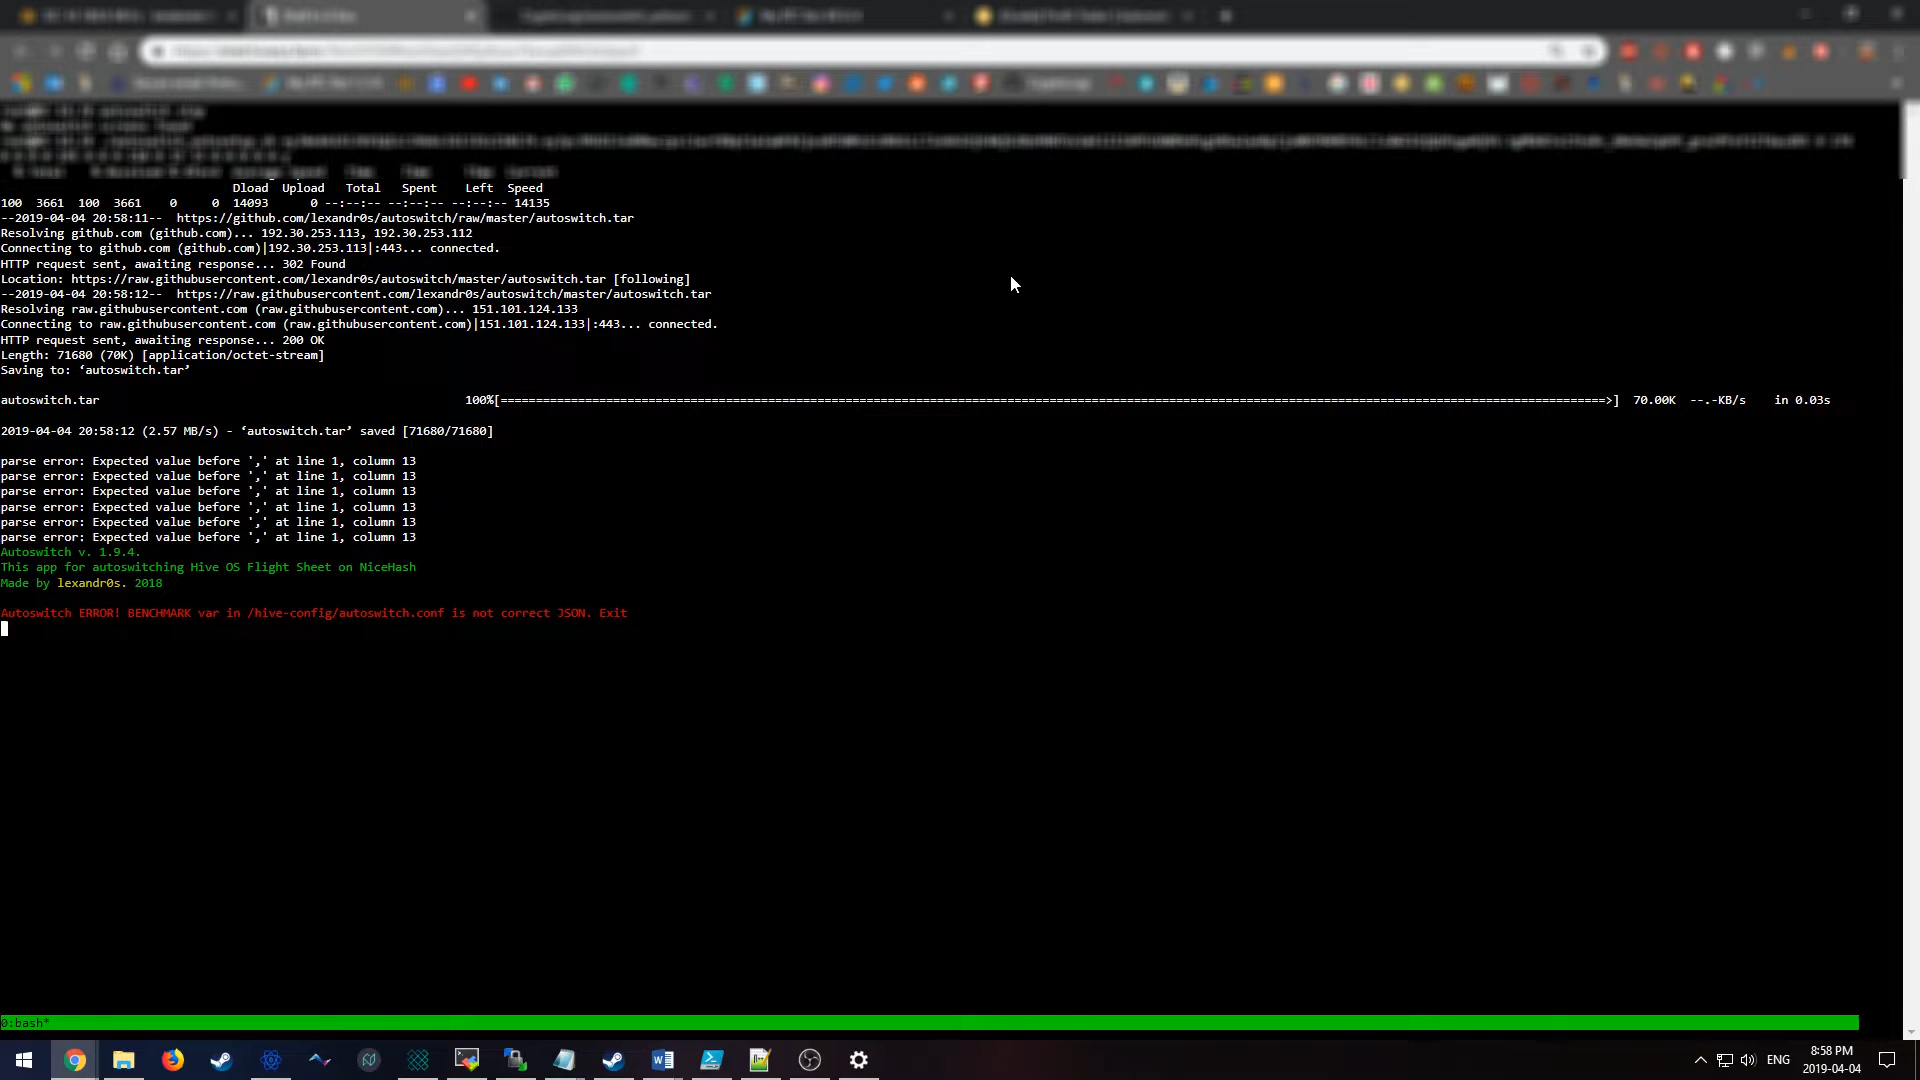 Dload  Upload   Total   Spent    Left  Speed
100  3661  100  3661    0     0  14093      0 --:--:-- --:--:-- --:--:-- 14135
--2019-04-04 20:58:11--  https://github.com/lexandr0s/autoswitch/raw/master/autoswitch.tar
Resolving github.com (github.com)... 192.30.253.113, 192.30.253.112
Connecting to github.com (github.com)|192.30.253.113|:443... connected.
HTTP request sent, awaiting response... 302 Found
Location: https://raw.githubusercontent.com/lexandr0s/autoswitch/master/autoswitch.tar [following]
--2019-04-04 20:58:12--  https://raw.githubusercontent.com/lexandr0s/autoswitch/master/autoswitch.tar
Resolving raw.githubusercontent.com (raw.githubusercontent.com)... 151.101.124.133
Connecting to raw.githubusercontent.com (raw.githubusercontent.com)|151.101.124.133|:443... connected.
HTTP request sent, awaiting response... 200 OK
Length: 71680 (70K) [application/octet-stream]
Saving to: ‘autoswitch.tar’
autoswitch.tar 100%[=============================================================================================>] 70.00K  --.-KB/s    in 0.03s
2019-04-04 20:58:12 (2.57 MB/s) - ‘autoswitch.tar’ saved [71680/71680]
parse error: Expected value before ',' at line 1, column 13
parse error: Expected value before ',' at line 1, column 13
parse error: Expected value before ',' at line 1, column 13
parse error: Expected value before ',' at line 1, column 13
parse error: Expected value before ',' at line 1, column 13
parse error: Expected value before ',' at line 1, column 13
Autoswitch v. 1.9.4.
This app for autoswitching Hive OS Flight Sheet on NiceHash
Made by lexandr0s. 2018
Autoswitch ERROR! BENCHMARK var in /hive-config/autoswitch.conf is not correct JSON. Exit
0:bash*
ENG
8:58 PM
2019-04-04